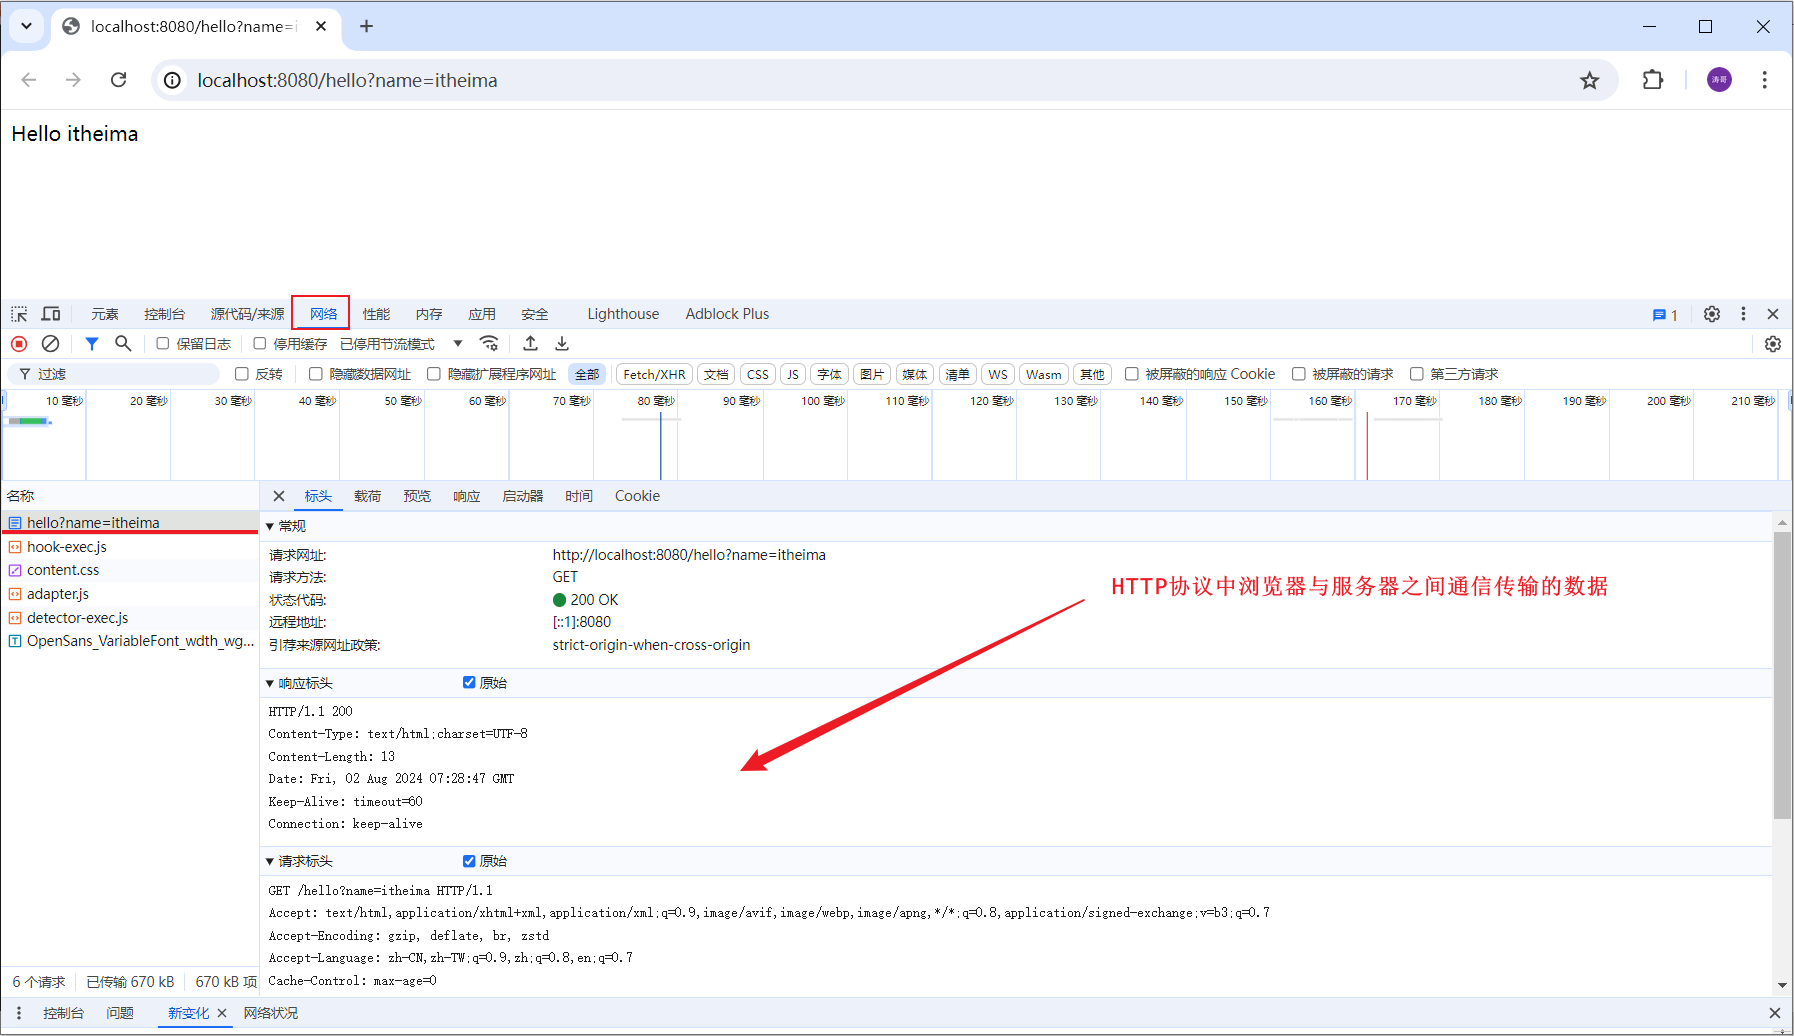 localhost:8080/hello?name=i
localhost:8080/hello?name=itheima
涛哥
Hello itheima
元素 控制台 源代码/来源 网络 性能 内存 应用 安全 Lighthouse Adblock Plus 1
保留日志 停用缓存 已停用节流模式
过滤 反转 隐藏数据网址 隐藏扩展程序网址 全部 Fetch/XHR 文档 CSS JS 字体 图片 媒体 清单 WS Wasm 其他 被屏蔽的响应 Cookie 被屏蔽的请求 第三方请求
10 毫秒 20 毫秒 30 毫秒 40 毫秒 50 毫秒 60 毫秒 70 毫秒 80 毫秒 90 毫秒 100 毫秒 110 毫秒 120 毫秒 130 毫秒 140 毫秒 150 毫秒 160 毫秒 170 毫秒 180 毫秒 190 毫秒 200 毫秒 210 毫秒
名称
hello?name=itheima
hook-exec.js
content.css
adapter.js
detector-exec.js
OpenSans_VariableFont_wdth_wg...
标头 载荷 预览 响应 启动器 时间 Cookie
常规
请求网址: http://localhost:8080/hello?name=itheima
请求方法: GET
状态代码: 200 OK
远程地址: [::1]:8080
引荐来源网址政策: strict-origin-when-cross-origin
HTTP协议中浏览器与服务器之间通信传输的数据
响应标头 原始
HTTP/1.1 200
Content-Type: text/html;charset=UTF-8
Content-Length: 13
Date: Fri, 02 Aug 2024 07:28:47 GMT
Keep-Alive: timeout=60
Connection: keep-alive
请求标头 原始
GET /hello?name=itheima HTTP/1.1
Accept: text/html,application/xhtml+xml,application/xml;q=0.9,image/avif,image/webp,image/apng,*/*;q=0.8,application/signed-exchange;v=b3;q=0.7
Accept-Encoding: gzip, deflate, br, zstd
Accept-Language: zh-CN,zh-TW;q=0.9,zh;q=0.8,en;q=0.7
Cache-Control: max-age=0
6 个请求 已传输 670 kB 670 kB 项
控制台 问题 新变化 网络状况